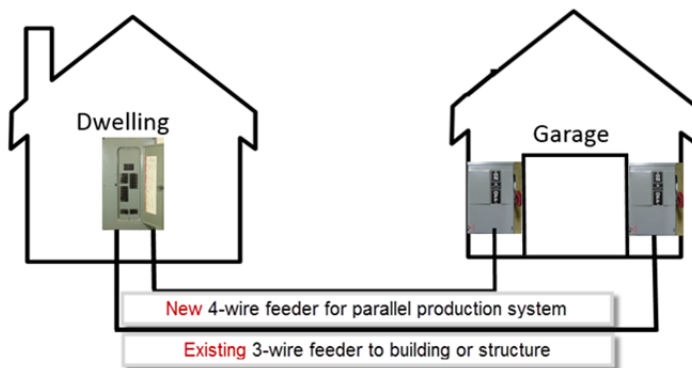 Dwelling
Garage
New 4-wire feeder for parallel production system
Existing 3-wire feeder to building or structure